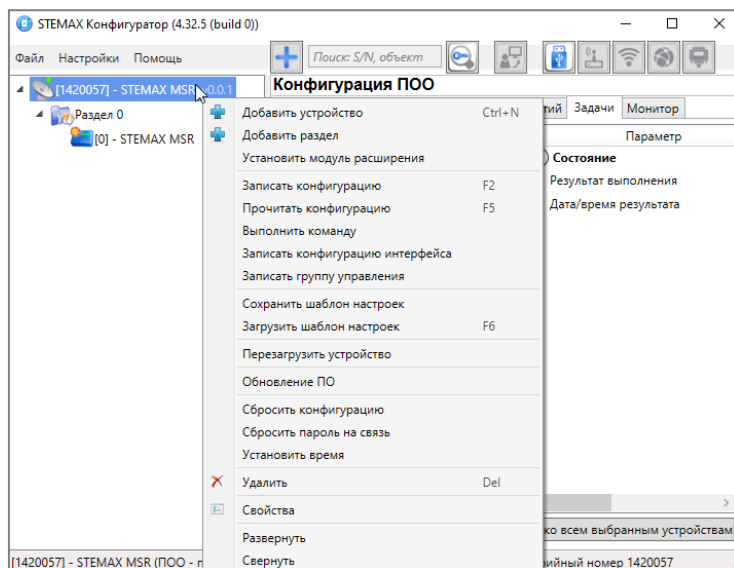 STEMAX Конфигуратор (4.32.5 (build 0))
Файл Настройки Помощь
Поиск: S/N, объект
[1420057] - STEMAX MSR v0.0.1
Конфигурация ПОО
Раздел 0
[0] - STEMAX MSR
Задачи Монитор
Параметр
Состояние
Результат выполнения
Дата/время результата
Добавить устройство Ctrl+N
Добавить раздел
Установить модуль расширения
Записать конфигурацию F2
Прочитать конфигурацию F5
Выполнить команду
Записать конфигурацию интерфейса
Записать группу управления
Сохранить шаблон настроек
Загрузить шаблон настроек F6
Перезагрузить устройство
Обновление ПО
Сбросить конфигурацию
Сбросить пароль на связь
Установить время
Удалить Del
Свойства
Развернуть
Свернуть
ко всем выбранным устройствам
[1420057] - STEMAX MSR (ПОО - п
номер 1420057